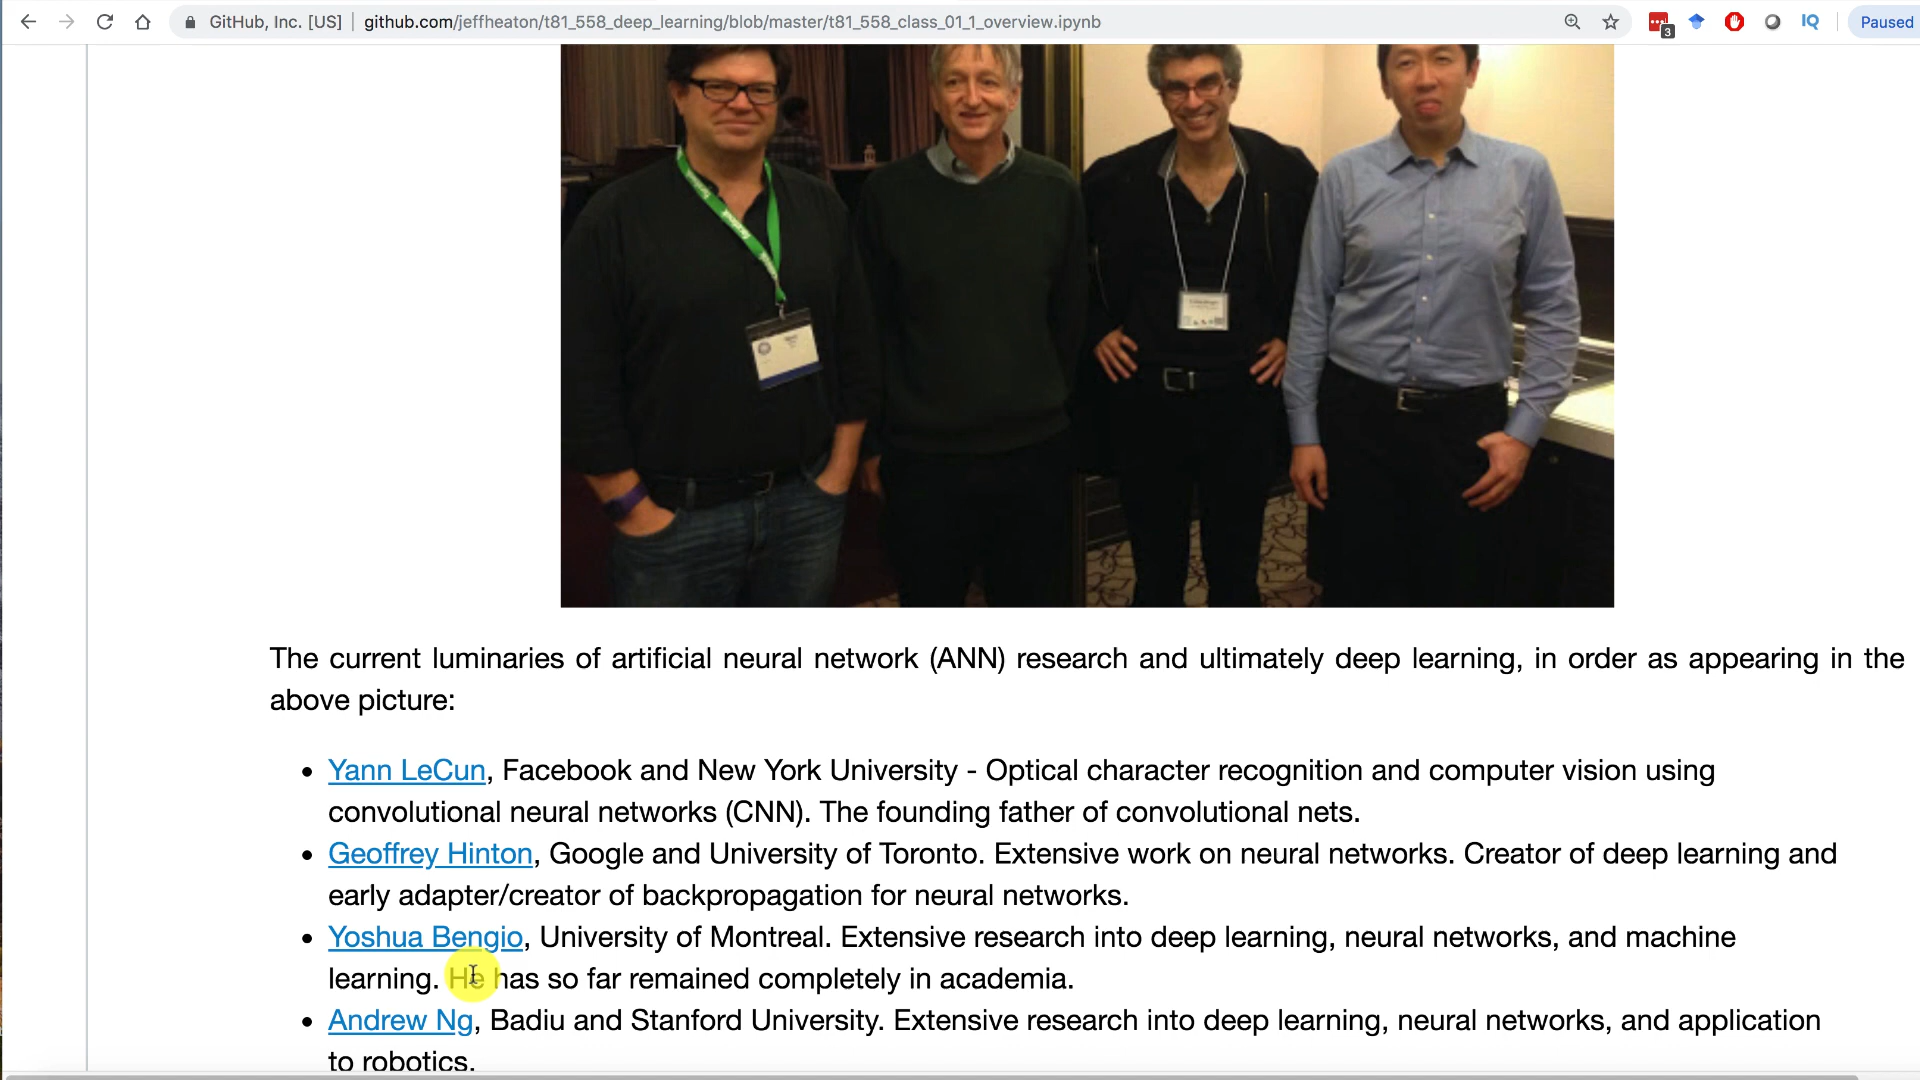 GitHub, Inc. [US] | github.com/jeffheaton/t81_558_deep_learning/blob/master/t81_558_class_01_1_overview.ipynb
3
IQ
Paused
The current luminaries of artificial neural network (ANN) research and ultimately deep learning, in order as appearing in the
above picture:
• Yann LeCun, Facebook and New York University - Optical character recognition and computer vision using
convolutional neural networks (CNN). The founding father of convolutional nets.
• Geoffrey Hinton, Google and University of Toronto. Extensive work on neural networks. Creator of deep learning and
early adapter/creator of backpropagation for neural networks.
• Yoshua Bengio, University of Montreal. Extensive research into deep learning, neural networks, and machine
learning. He has so far remained completely in academia.
• Andrew Ng, Badiu and Stanford University. Extensive research into deep learning, neural networks, and application
to robotics.